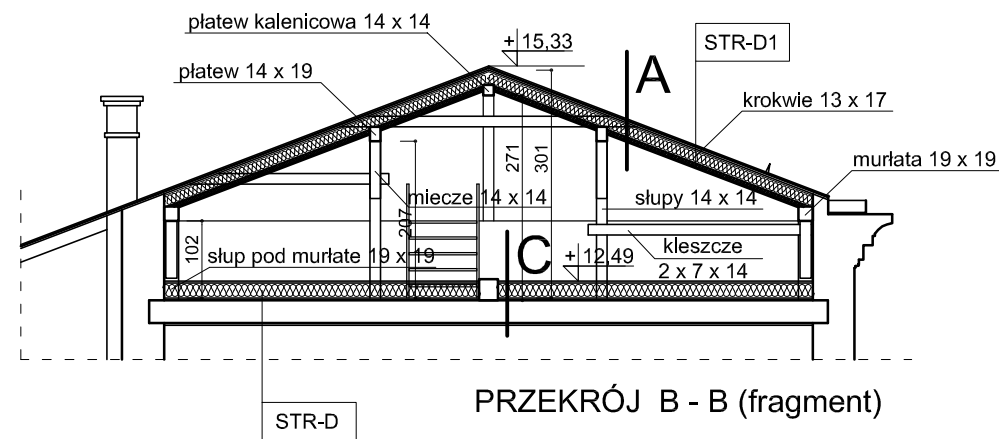 płatew kalenicowa 14 x 14
+ 15,33
STR-D1
A
płatew 14 x 19
krokwie 13 x 17
murłata 19 x 19
271
301
miecze 14 x 14
słupy 14 x 14
207
102
słup pod murłate 19 x 19
C
+ 12,49
kleszcze
2 x 7 x 14
PRZEKRÓJ B - B (fragment)
STR-D